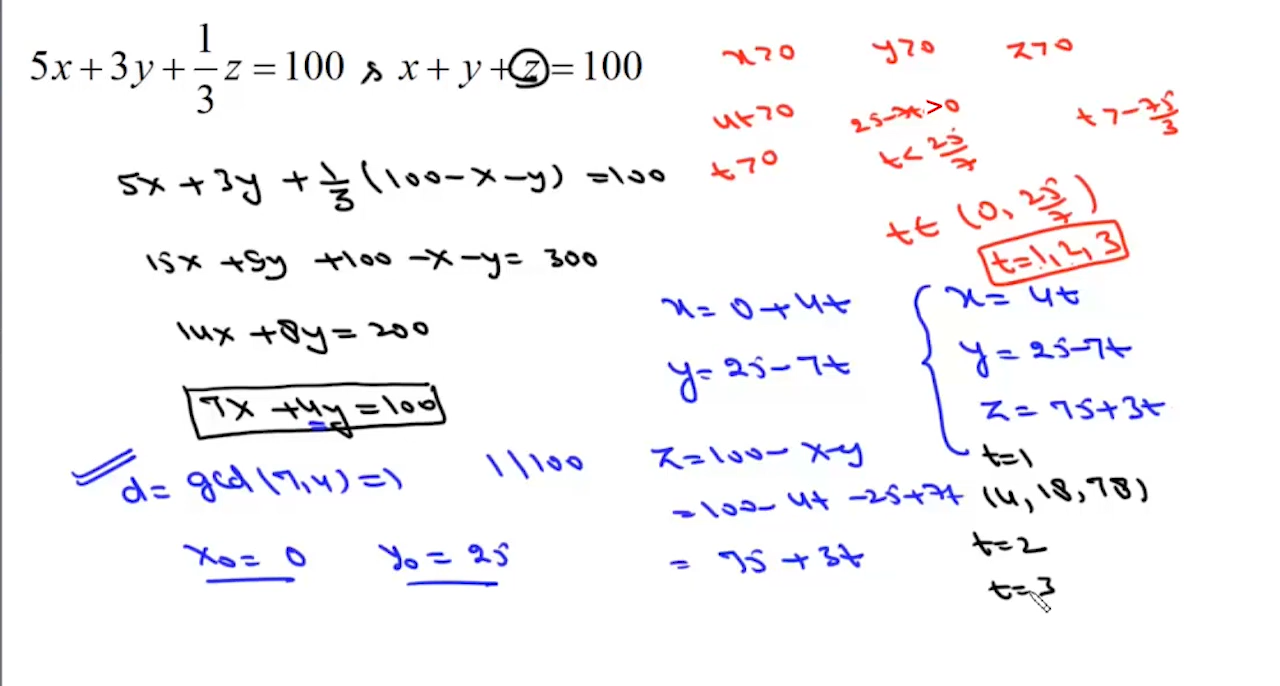 5x + 3y + 1/3 z = 100 s x + y + z = 100
5x + 3y + 1/3 (100 - x - y) = 100
15x + 9y + 100 - x - y = 300
14x + 8y = 200
7x + 4y = 100
d = gcd(7,4) = 1 1|100
x₀ = 0 y₀ = 25
x>0 y>0 z>0
4t>0 25-7t>0 t>-75/3
t>0 t<25/7
t∈(0, 25/7)
t=1,2,3
x = 0+4t
y = 25-7t
z = 100-x-y
= 100-4t-25+7t
= 75+3t
x = 4t
y = 25-7t
z = 75+3t
t=1
(4,18,78)
t=2
t=3